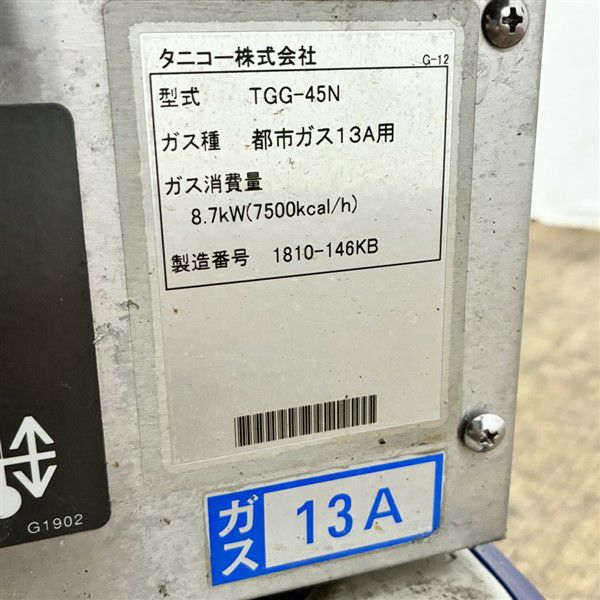 タニコー株式会社
G-12
型式 TGG-45N
ガス種 都市ガス13A用
ガス消費量
8.7kW(7500kcal/h)
製造番号 1810-146KB
ガス 13A
G1902